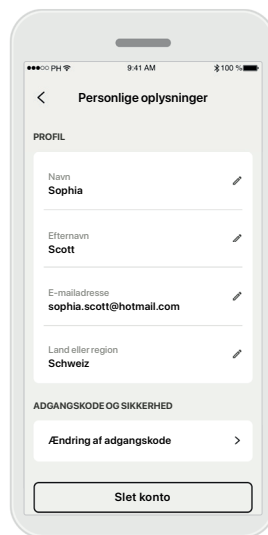 ●●●○○ PH 9:41 AM 100 %
Personlige oplysninger
PROFIL
Navn
Sophia
Efternavn
Scott
E-mailadresse
sophia.scott@hotmail.com
Land eller region
Schweiz
ADGANGSKODE OG SIKKERHED
Ændring af adgangskode
Slet konto